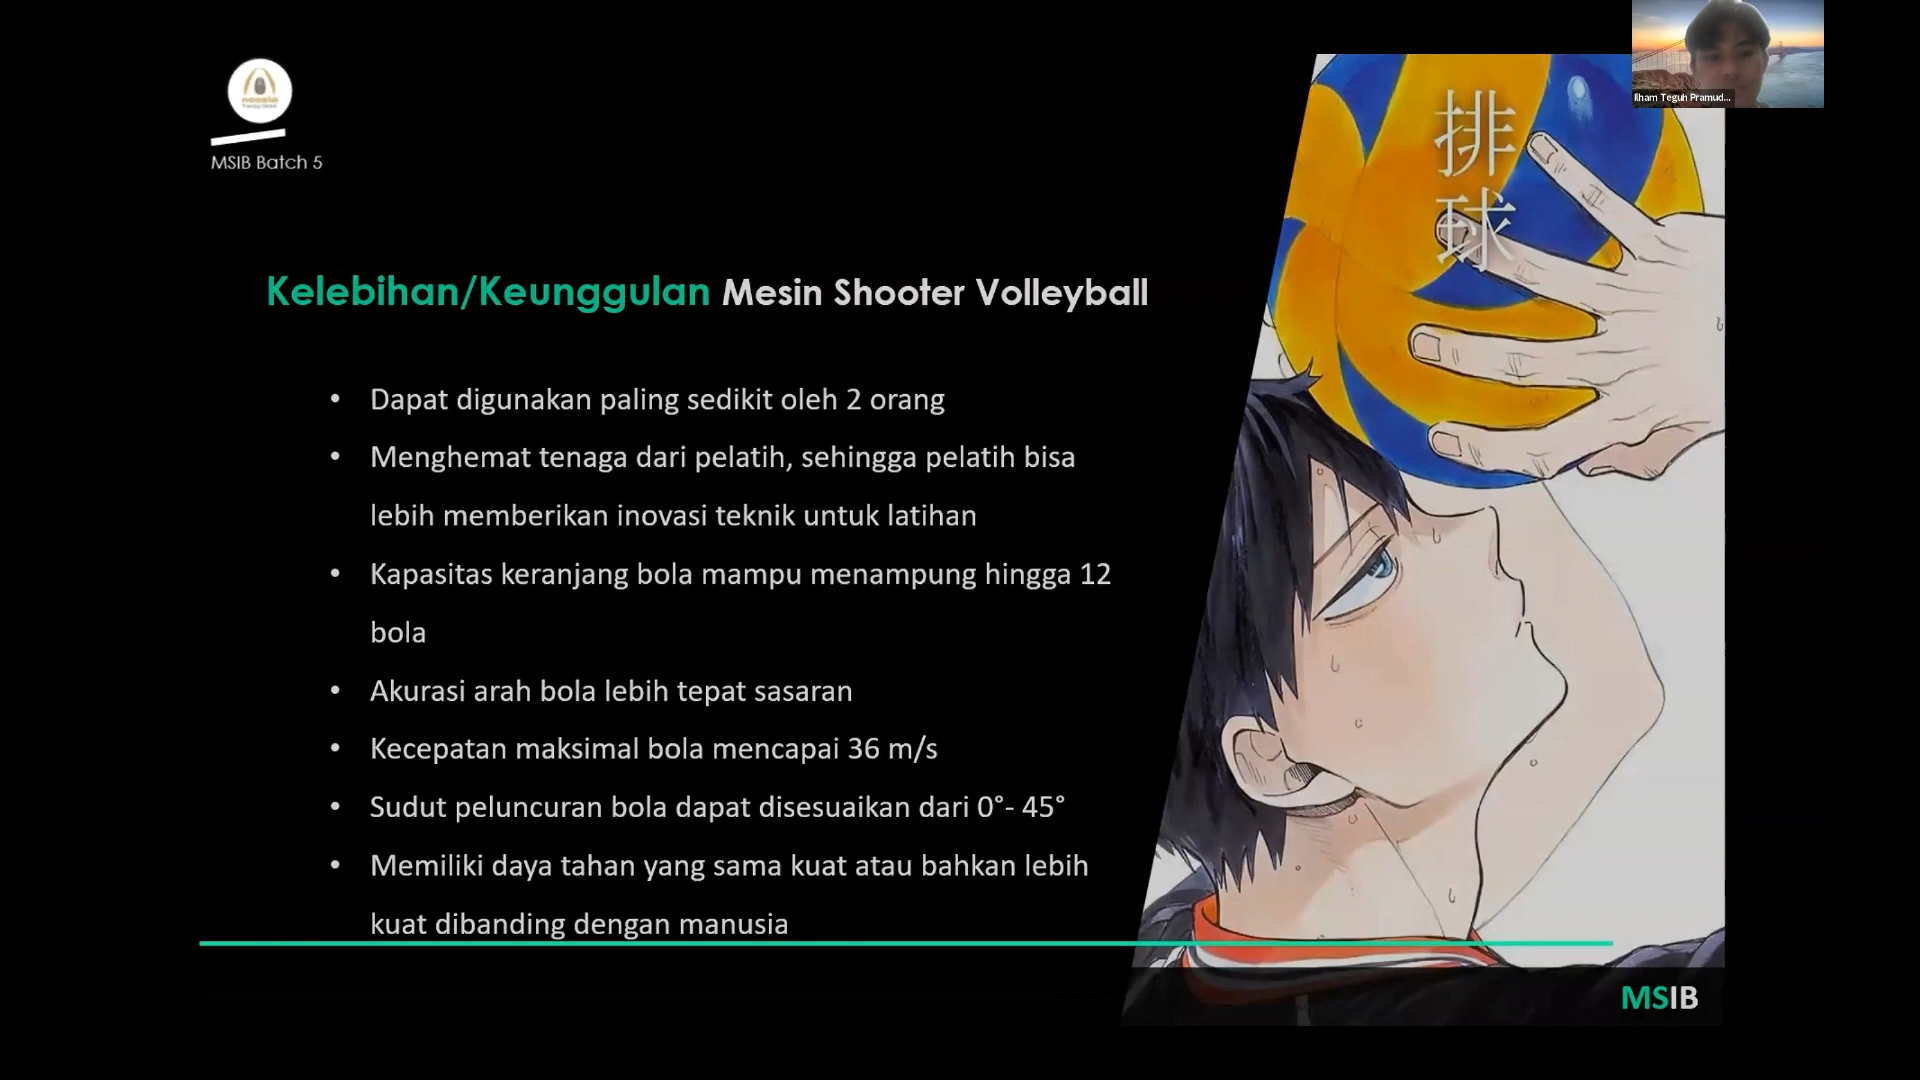 neosia
MSIB Batch 5
Ilham Teguh Pramud...
排
球
Kelebihan/Keunggulan Mesin Shooter Volleyball
• Dapat digunakan paling sedikit oleh 2 orang
• Menghemat tenaga dari pelatih, sehingga pelatih bisa
lebih memberikan inovasi teknik untuk latihan
• Kapasitas keranjang bola mampu menampung hingga 12
bola
• Akurasi arah bola lebih tepat sasaran
• Kecepatan maksimal bola mencapai 36 m/s
• Sudut peluncuran bola dapat disesuaikan dari 0°- 45°
• Memiliki daya tahan yang sama kuat atau bahkan lebih
kuat dibanding dengan manusia
MSIB